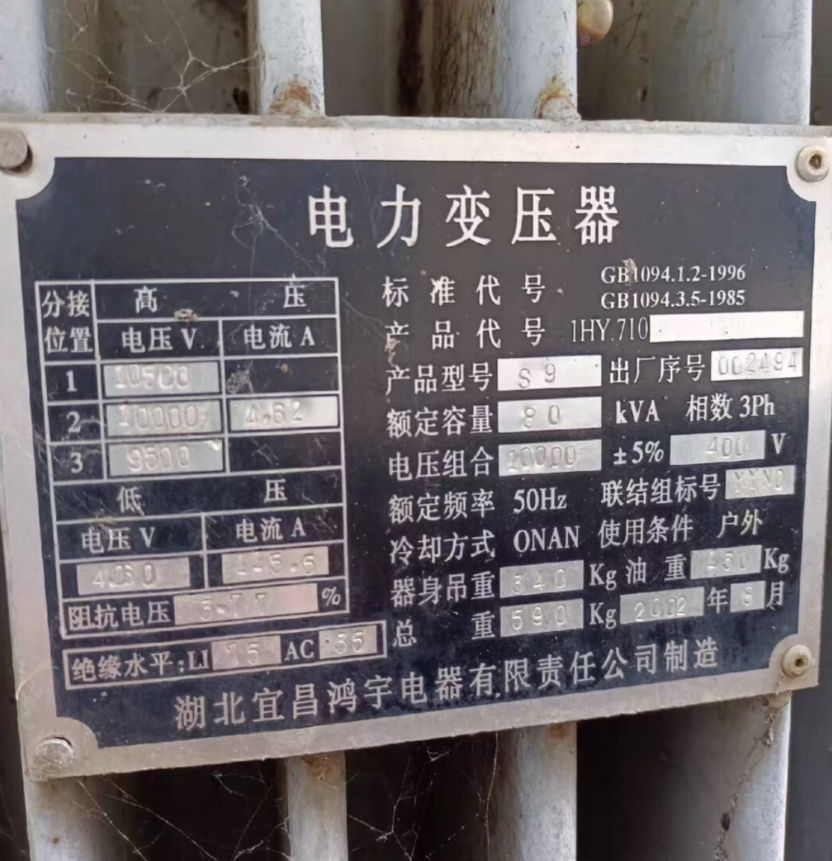 电力变压器
标准代号 GB1094.1.2-1996
GB1094.3.5-1985
产品代号 1HY.710
产品型号 S9 出厂序号 002494
额定容量 80 kVA 相数 3Ph
电压组合 10000 ±5% 400 V
额定频率 50Hz 联结组标号
冷却方式 ONAN 使用条件 户外
器身吊重 340 Kg 油重 Kg
总重 590 Kg 2002 年 月
分接位置 高压
电压V 电流A
1 10500
2 10000 4.62
3 9500
低压
电压V 电流A
115.5
阻抗电压 %
绝缘水平:LI 75 AC 35
湖北宜昌鸿宇电器有限责任公司制造